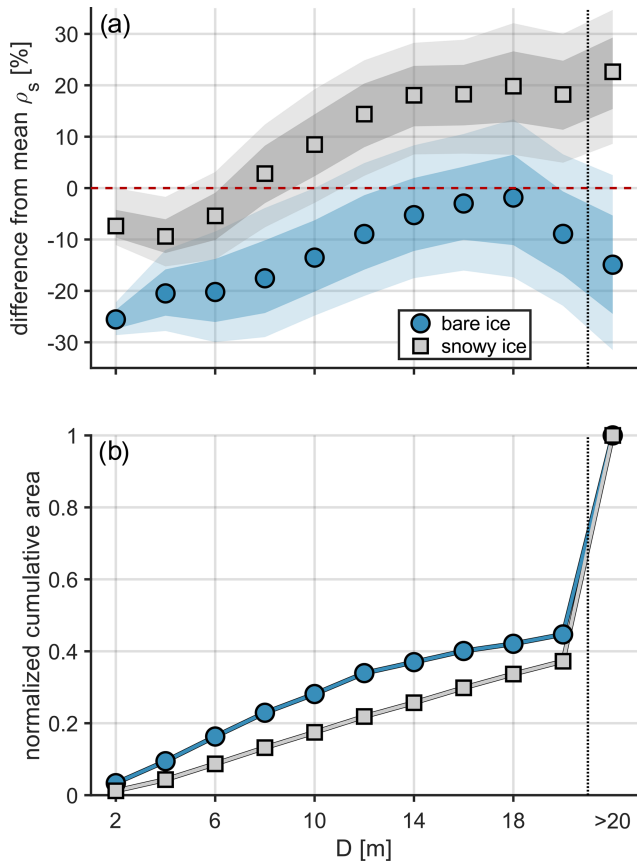 (a)
difference from mean ρs [%]
30
20
10
0
-10
-20
-30
bare ice
snowy ice
(b)
normalized cumulative area
1
0.8
0.6
0.4
0.2
0
2 6 10 14 18 >20
D [m]